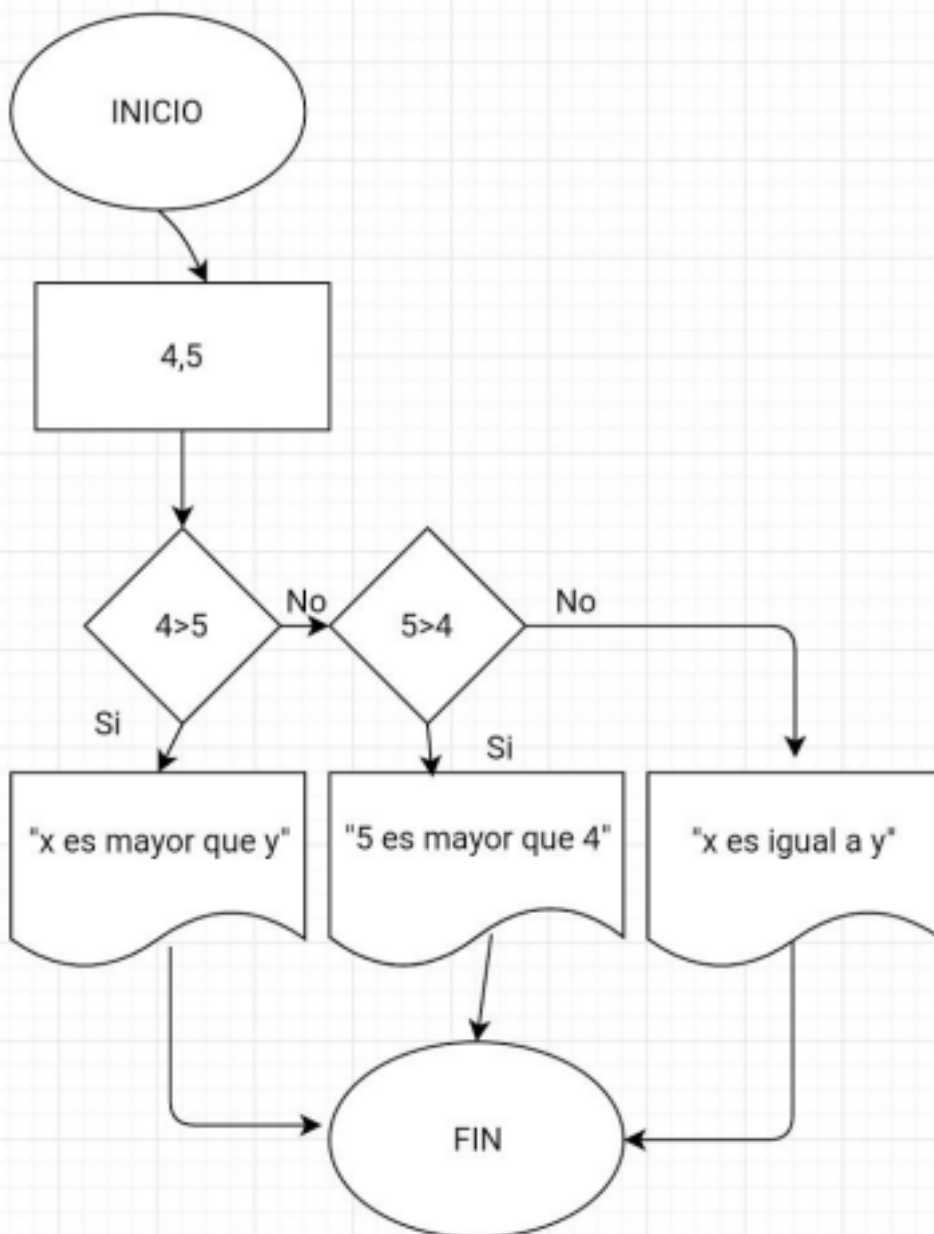 INICIO
4,5
4>5
No
5>4
No
Si
Si
"x es mayor que y"
"5 es mayor que 4"
"x es igual a y"
FIN